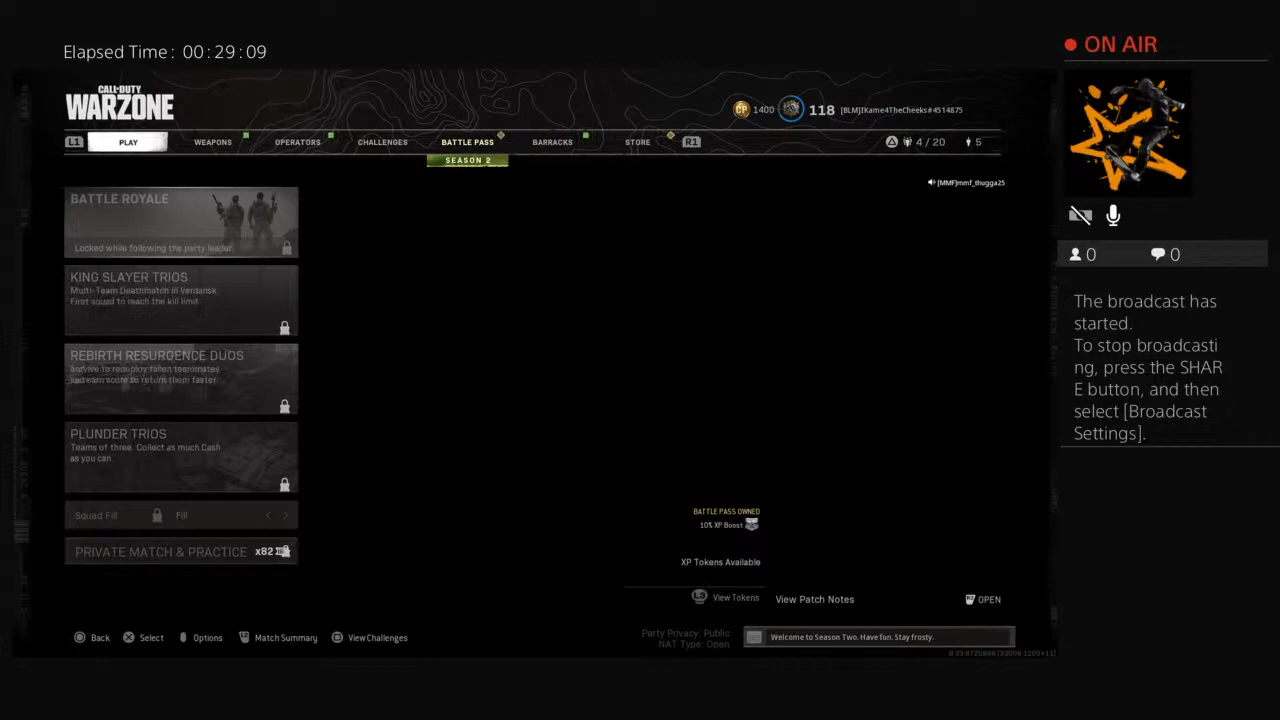 Elapsed Time: 00:29:09
ON AIR
CALL OF DUTY
WARZONE
CP 1400 118 [BLM]IKame4TheCheeks#4514875
L1 PLAY WEAPONS OPERATORS CHALLENGES BATTLE PASS BARRACKS STORE R1 4 / 20 5
SEASON 2
[MMF]mmf_thugga25
BATTLE ROYALE
Locked while following the party leader
KING SLAYER TRIOS
Multi-Team Deathmatch in Verdansk.
First squad to reach the kill limit
REBIRTH RESURGENCE DUOS
Survive to redeploy fallen teammates
and earn score to return them faster.
PLUNDER TRIOS
Teams of three. Collect as much Cash
as you can.
Squad Fill Fill
PRIVATE MATCH & PRACTICE x82
BATTLE PASS OWNED
10% XP Boost
XP Tokens Available
L3 View Tokens
View Patch Notes OPEN
Back Select Options Match Summary View Challenges
Party Privacy: Public
NAT Type: Open
Welcome to Season Two. Have fun. Stay frosty.
0 0
The broadcast has
started.
To stop broadcasti
ng, press the SHAR
E button, and then
select [Broadcast
Settings].